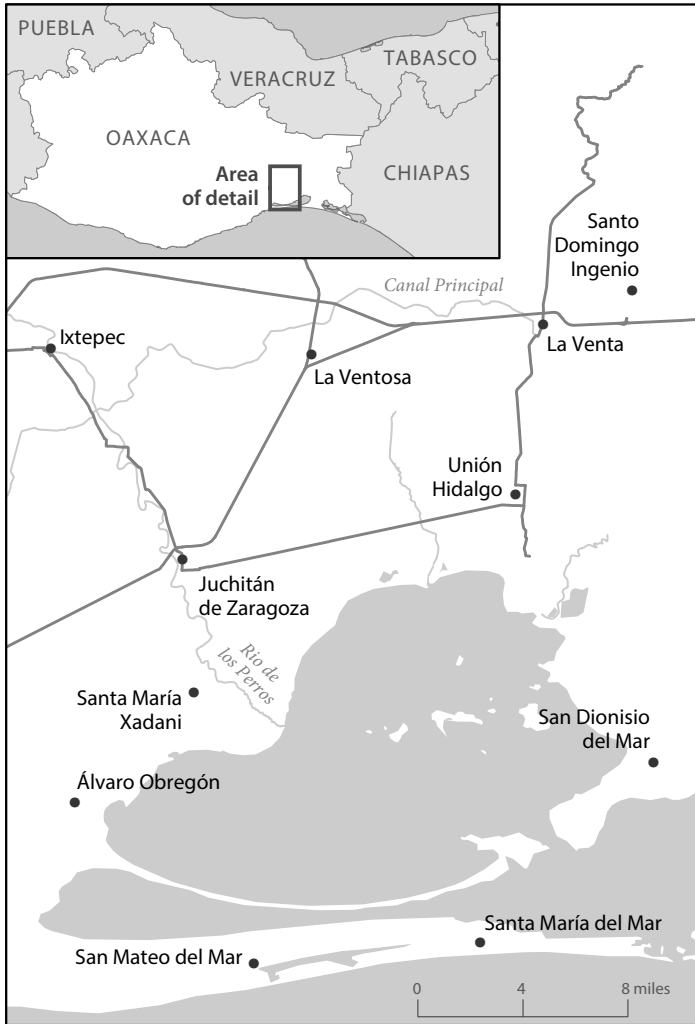 PUEBLA
TABASCO
VERACRUZ
OAXACA
CHIAPAS
Area
of detail
Santo
Domingo
Ingenio
Canal Principal
Ixtepec
La Venta
La Ventosa
Unión
Hidalgo
Juchitán
de Zaragoza
Rio de
los Perros
Santa María
Xadani
San Dionisio
del Mar
Álvaro Obregón
Santa María del Mar
San Mateo del Mar
0 4 8 miles